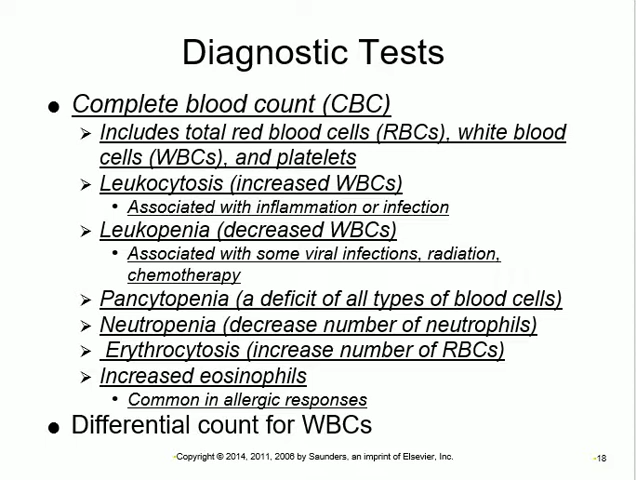 Diagnostic Tests
● Complete blood count (CBC)
➢ Includes total red blood cells (RBCs), white blood
cells (WBCs), and platelets
➢ Leukocytosis (increased WBCs)
• Associated with inflammation or infection
➢ Leukopenia (decreased WBCs)
• Associated with some viral infections, radiation,
chemotherapy
➢ Pancytopenia (a deficit of all types of blood cells)
➢ Neutropenia (decrease number of neutrophils)
➢ Erythrocytosis (increase number of RBCs)
➢ Increased eosinophils
• Common in allergic responses
● Differential count for WBCs
•Copyright © 2014, 2011, 2006 by Saunders, an imprint of Elsevier, Inc.
•18